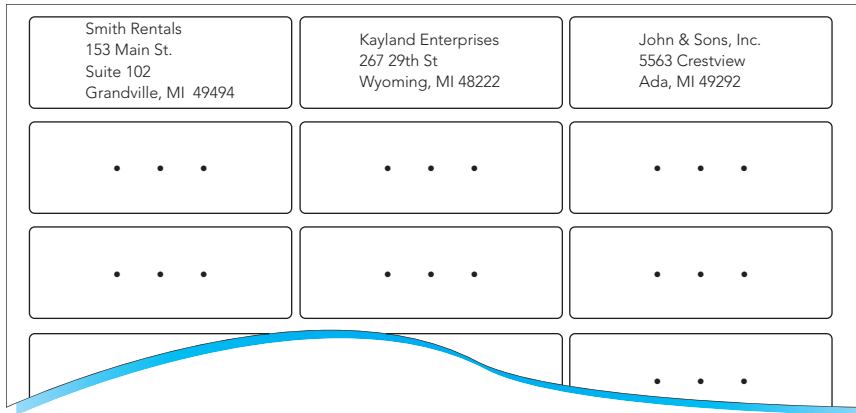 Smith Rentals
153 Main St.
Suite 102
Grandville, MI  49494
Kayland Enterprises
267 29th St
Wyoming, MI 48222
John & Sons, Inc.
5563 Crestview
Ada, MI 49292
• • •
• • •
• • •
• • •
• • •
• • •
• • •